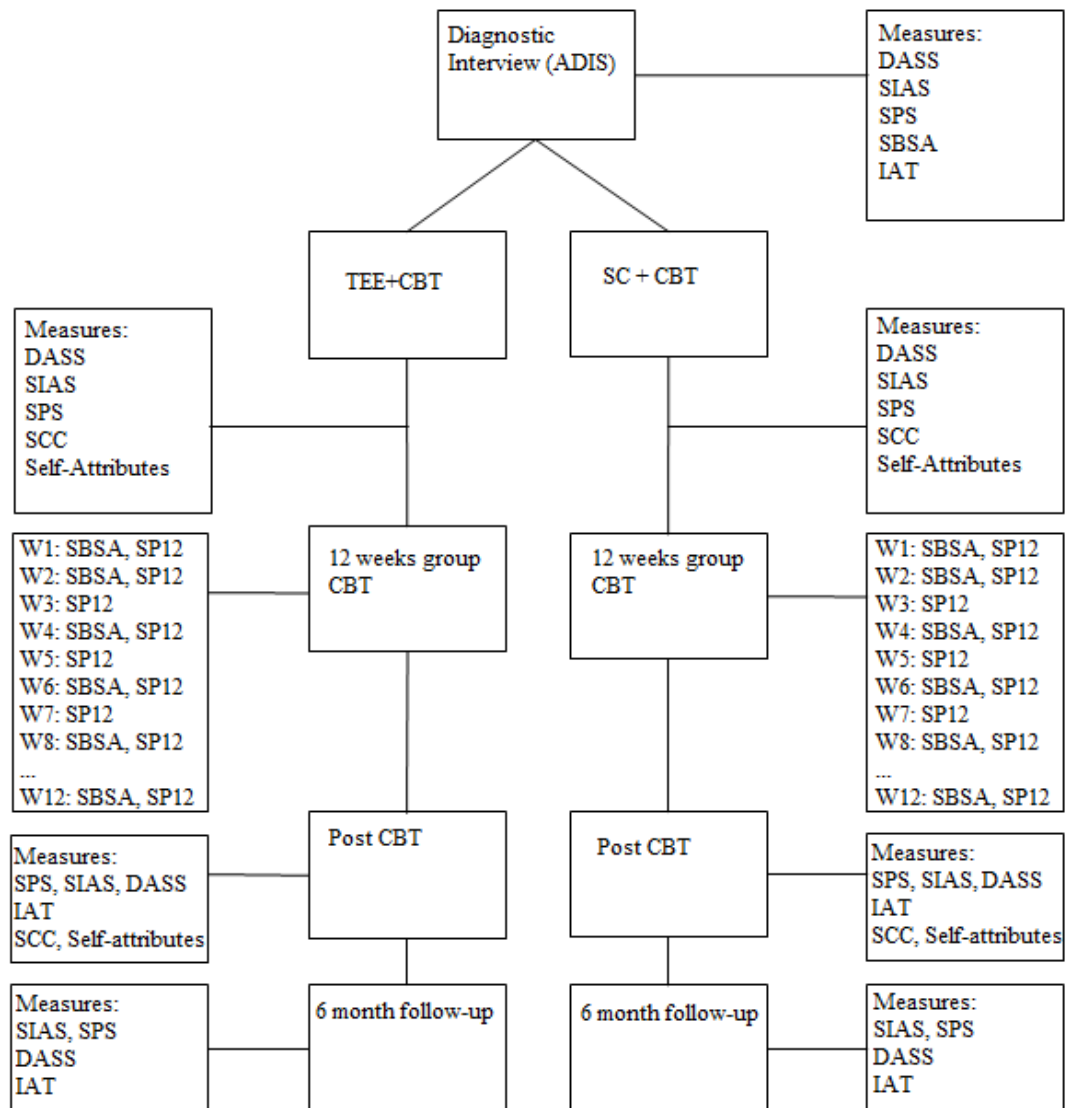 Diagnostic
Interview (ADIS)
Measures:
DASS
SIAS
SPS
SBSA
IAT
TEE+CBT
SC + CBT
Measures:
DASS
SIAS
SPS
SCC
Self-Attributes
Measures:
DASS
SIAS
SPS
SCC
Self-Attributes
W1: SBSA, SP12
W2: SBSA, SP12
W3: SP12
W4: SBSA, SP12
W5: SP12
W6: SBSA, SP12
W7: SP12
W8: SBSA, SP12
...
W12: SBSA, SP12
12 weeks group
CBT
12 weeks group
CBT
W1: SBSA, SP12
W2: SBSA, SP12
W3: SP12
W4: SBSA, SP12
W5: SP12
W6: SBSA, SP12
W7: SP12
W8: SBSA, SP12
...
W12: SBSA, SP12
Measures:
SPS, SIAS, DASS
IAT
SCC, Self-attributes
Post CBT
Post CBT
Measures:
SPS, SIAS, DASS
IAT
SCC, Self-attributes
Measures:
SIAS, SPS
DASS
IAT
6 month follow-up
6 month follow-up
Measures:
SIAS, SPS
DASS
IAT